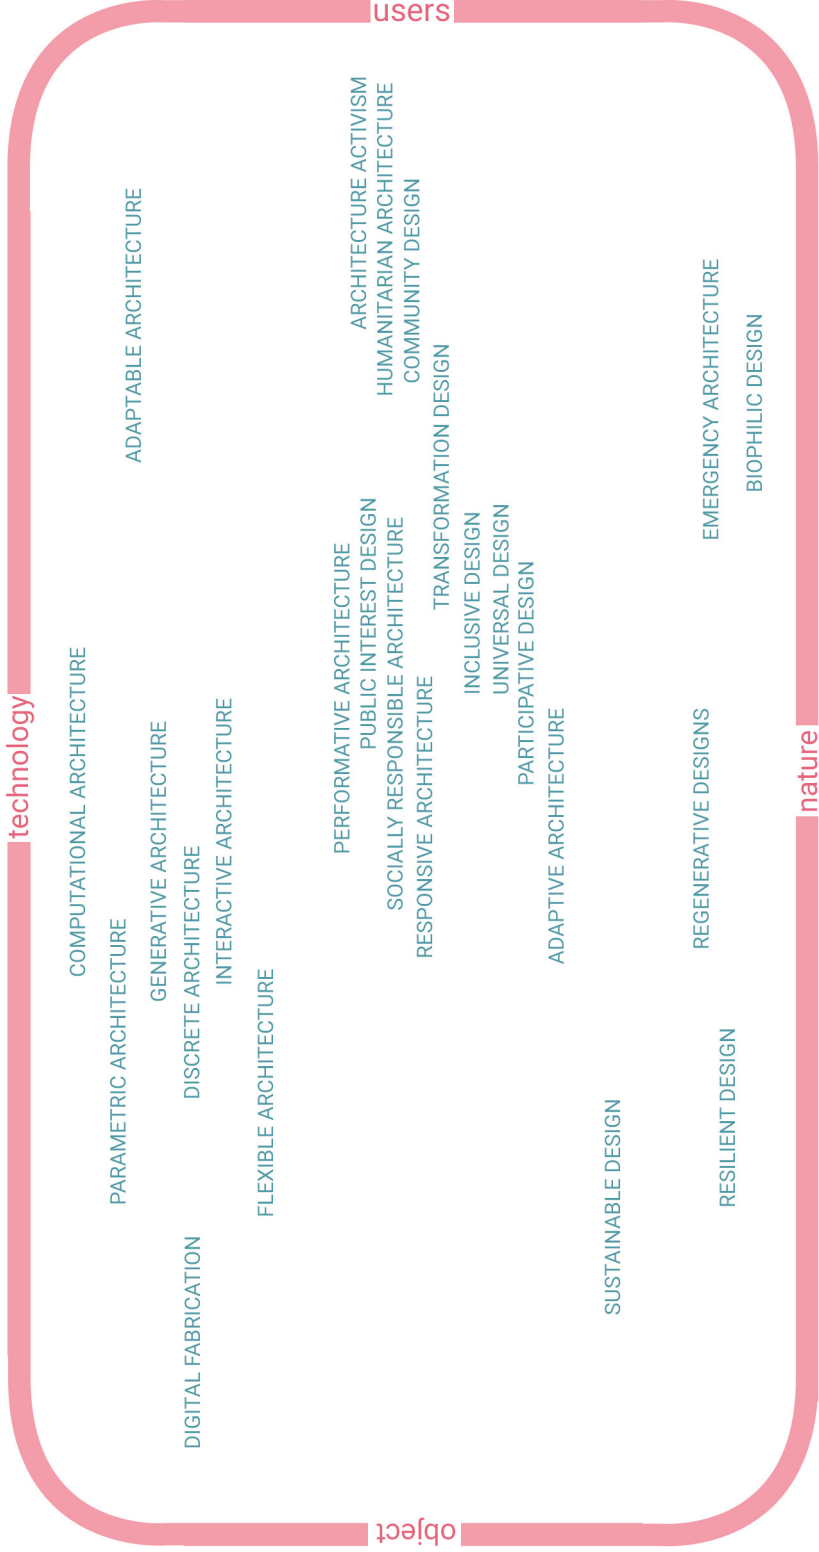 users
technology
nature
object
COMPUTATIONAL ARCHITECTURE
PARAMETRIC ARCHITECTURE
ADAPTABLE ARCHITECTURE
GENERATIVE ARCHITECTURE
DIGITAL FABRICATION
DISCRETE ARCHITECTURE
INTERACTIVE ARCHITECTURE
FLEXIBLE ARCHITECTURE
PERFORMATIVE ARCHITECTURE
ARCHITECTURE ACTIVISM
PUBLIC INTEREST DESIGN
HUMANITARIAN ARCHITECTURE
SOCIALLY RESPONSIBLE ARCHITECTURE
COMMUNITY DESIGN
RESPONSIVE ARCHITECTURE
TRANSFORMATION DESIGN
INCLUSIVE DESIGN
UNIVERSAL DESIGN
PARTICIPATIVE DESIGN
ADAPTIVE ARCHITECTURE
SUSTAINABLE DESIGN
REGENERATIVE DESIGNS
EMERGENCY ARCHITECTURE
RESILIENT DESIGN
BIOPHILIC DESIGN